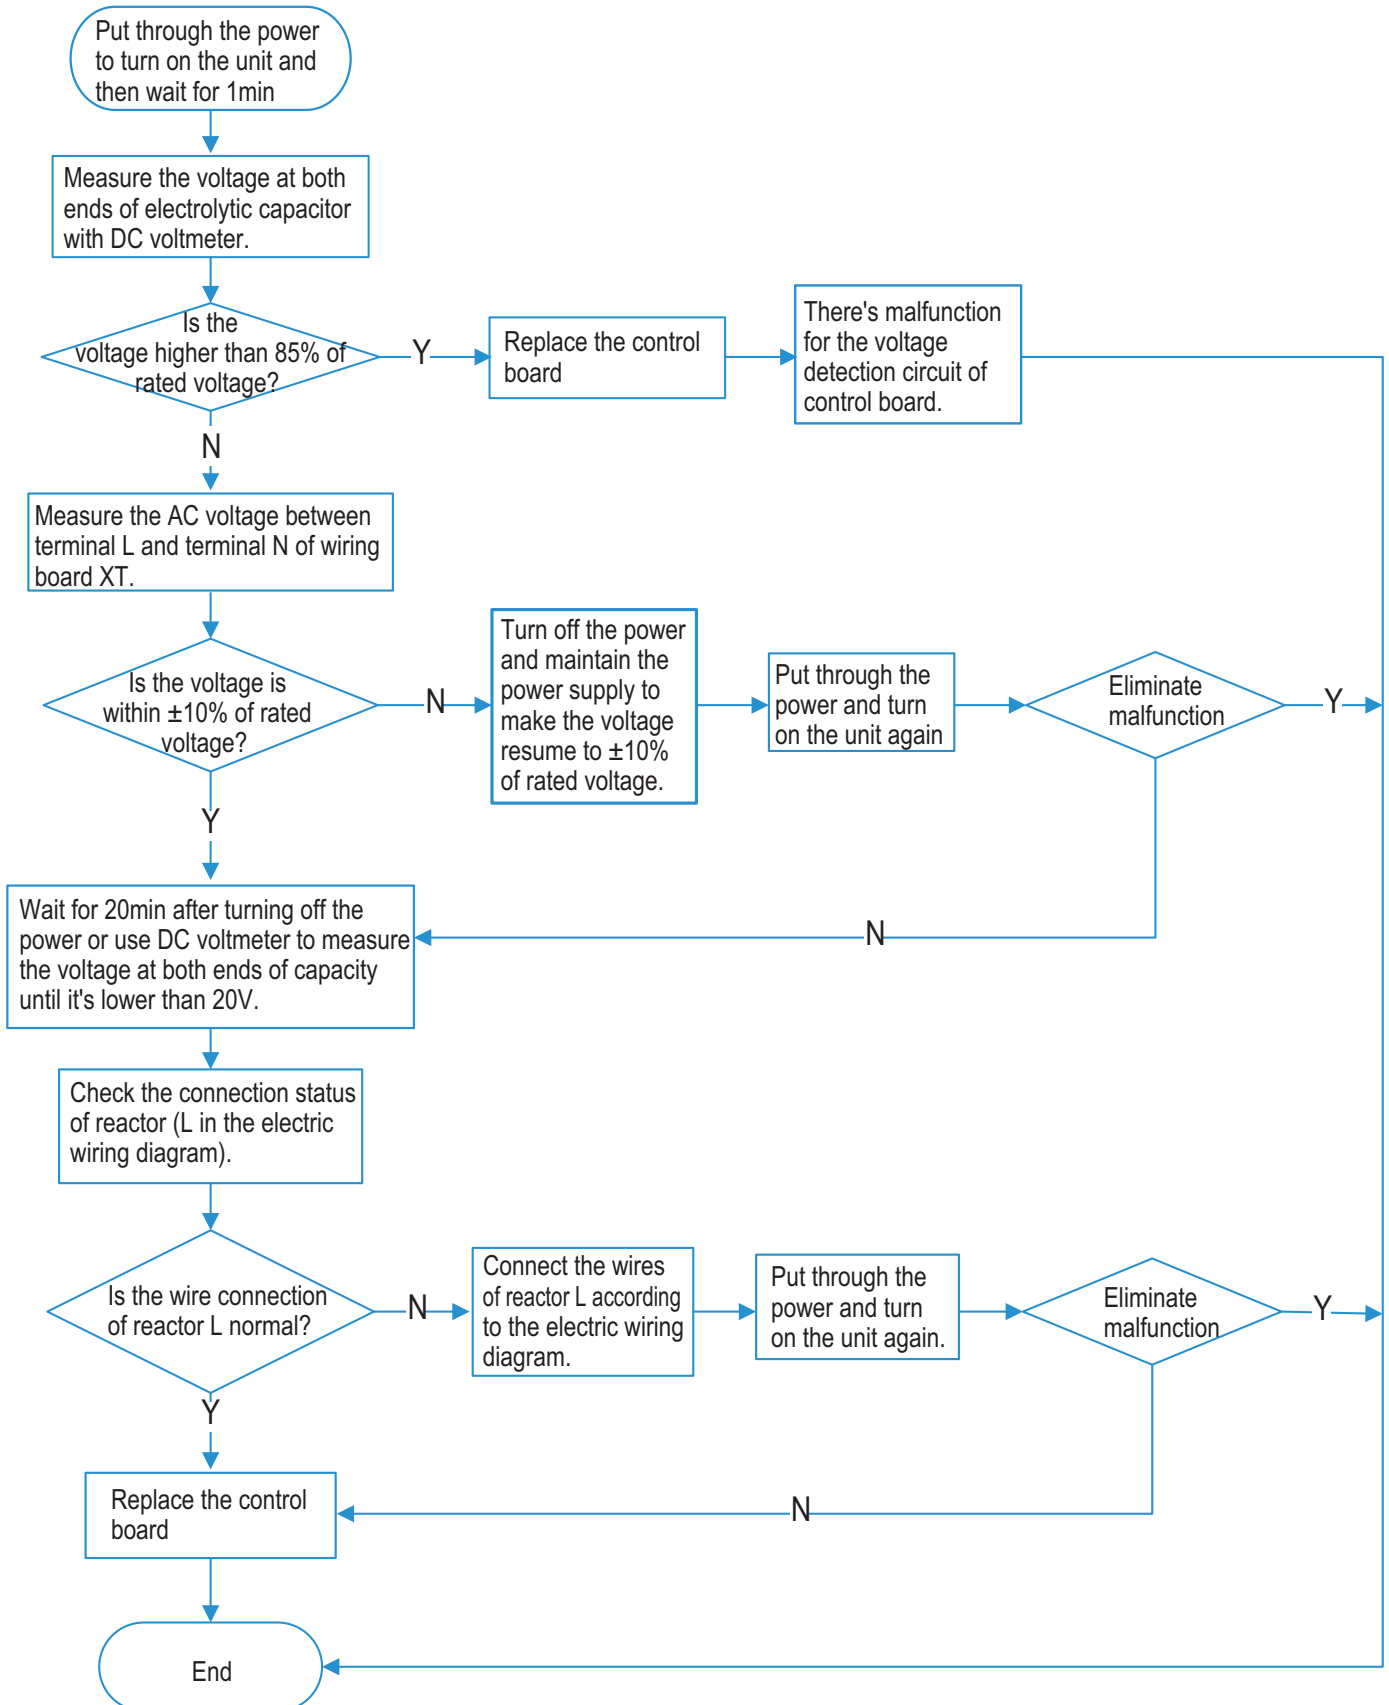 Put through the power
to turn on the unit and
then wait for 1min
Measure the voltage at both
ends of electrolytic capacitor
with DC voltmeter.
Is the
voltage higher than 85% of
rated voltage?
Y
Replace the control
board
There's malfunction
for the voltage
detection circuit of
control board.
N
Measure the AC voltage between
terminal L and terminal N of wiring
board XT.
Is the voltage is
within ±10% of rated
voltage?
N
Turn off the power
and maintain the
power supply to
make the voltage
resume to ±10%
of rated voltage.
Put through the
power and turn
on the unit again
Eliminate
malfunction
Y
Y
N
Wait for 20min after turning off the
power or use DC voltmeter to measure
the voltage at both ends of capacity
until it's lower than 20V.
Check the connection status
of reactor (L in the electric
wiring diagram).
Is the wire connection
of reactor L normal?
N
Connect the wires
of reactor L according
to the electric wiring
diagram.
Put through the
power and turn
on the unit again.
Eliminate
malfunction
Y
Y
N
Replace the control
board
End